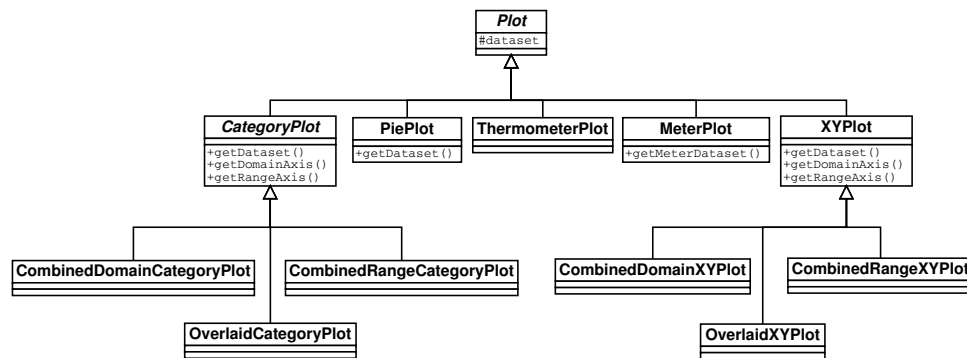 Plot
#dataset
CategoryPlot
+getDataset()
+getDomainAxis()
+getRangeAxis()
PiePlot
+getDataset()
ThermometerPlot
MeterPlot
+getMeterDataset()
XYPlot
+getDataset()
+getDomainAxis()
+getRangeAxis()
CombinedDomainCategoryPlot
CombinedRangeCategoryPlot
CombinedDomainXYPlot
CombinedRangeXYPlot
OverlaidCategoryPlot
OverlaidXYPlot